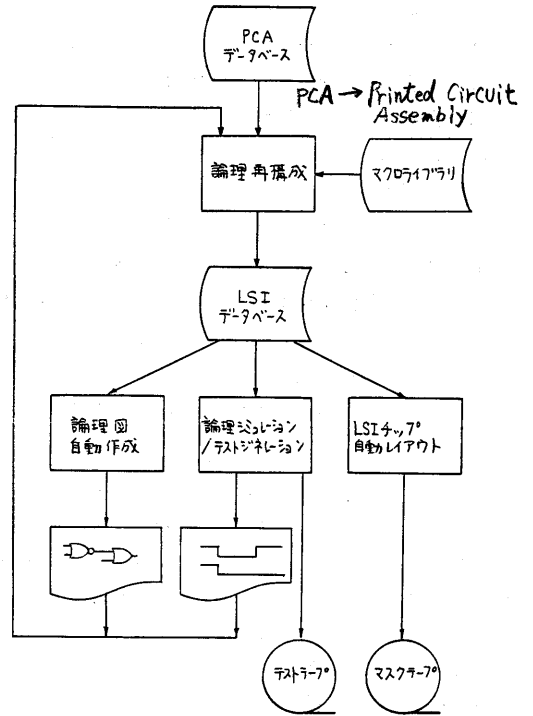 PCA
データベース
PCA → Printed Circuit
Assembly
論理再構成
マクロライブラリ
LSI
データベース
論理図
自動作成
論理シミュレーション
/テストジェネレーション
LSIチップ
自動レイアウト
テストテープ
マスクテープ